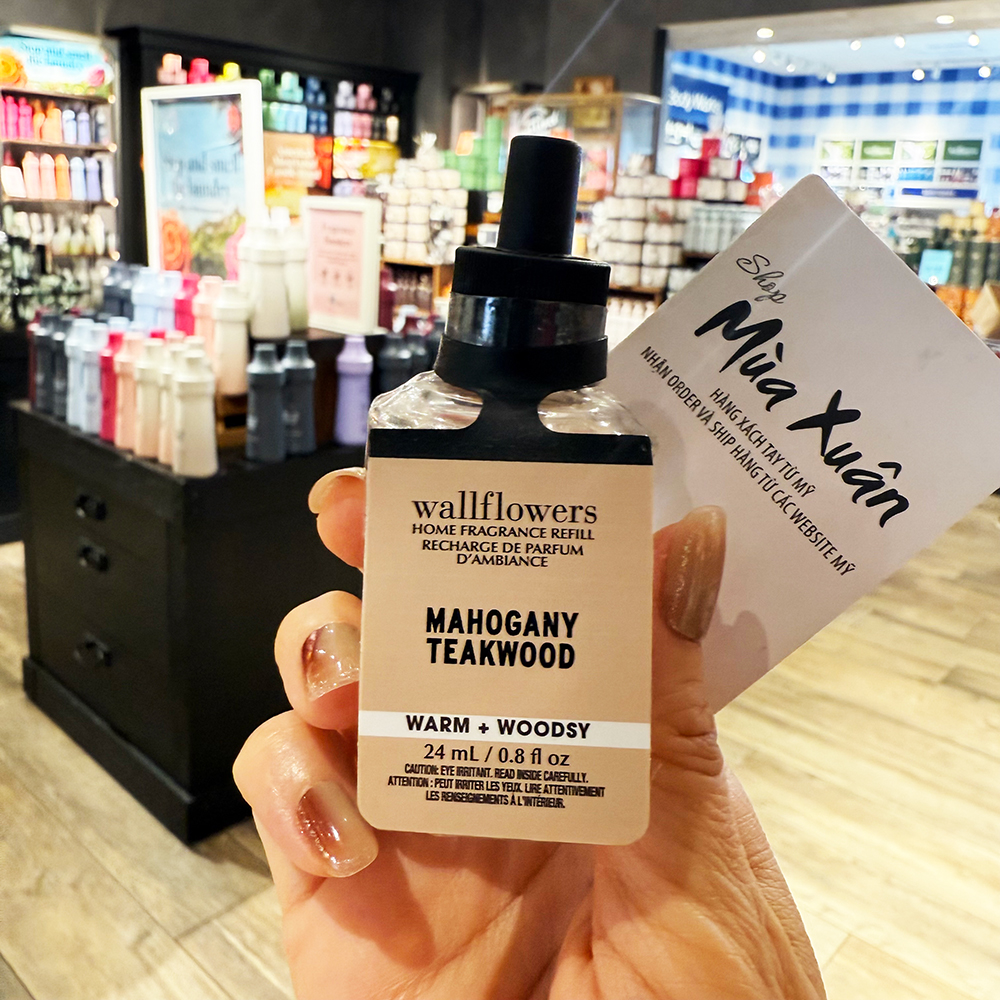 Shop
Mùa Xuân
HÀNG XÁCH TAY TỪ MỸ
NHẬN ORDER VÀ SHIP HÀNG TỪ CÁC WEBSITE MỸ
wallflowers
HOME FRAGRANCE REFILL
RECHARGE DE PARFUM
D'AMBIANCE
MAHOGANY
TEAKWOOD
WARM + WOODSY
24 mL / 0.8 fl oz
CAUTION: EYE IRRITANT. READ INSIDE CAREFULLY.
ATTENTION : PEUT IRRITER LES YEUX. LIRE ATTENTIVEMENT
LES RENSEIGNEMENTS À L'INTÉRIEUR.